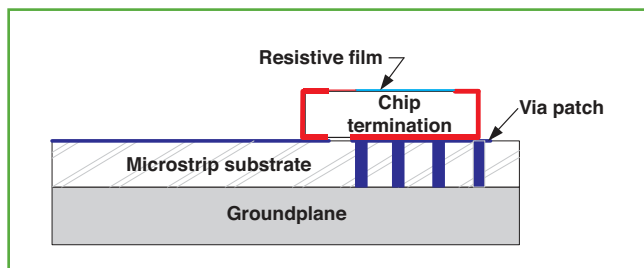 Resistive film
Chip
termination
Via patch
Microstrip substrate
Groundplane